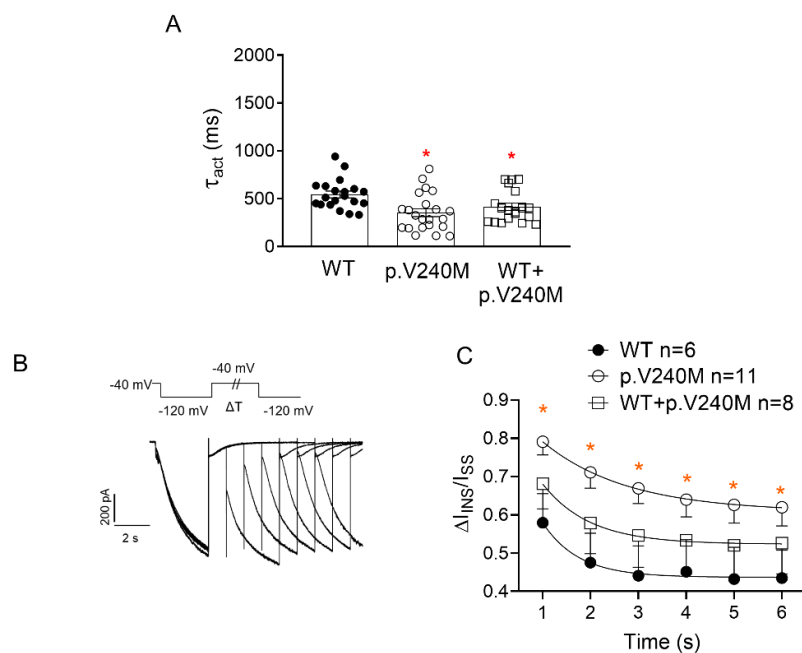 A
2000
1500
1000
500
0
τact (ms)
* *
WT p.V240M WT+ p.V240M
B
-40 mV
-40 mV
-120 mV ΔT -120 mV
200 pA
2 s
C
WT n=6
p.V240M n=11
WT+p.V240M n=8
0.9
0.8
0.7
0.6
0.5
0.4
ΔIINS/ISS
* * * * * *
1 2 3 4 5 6
Time (s)